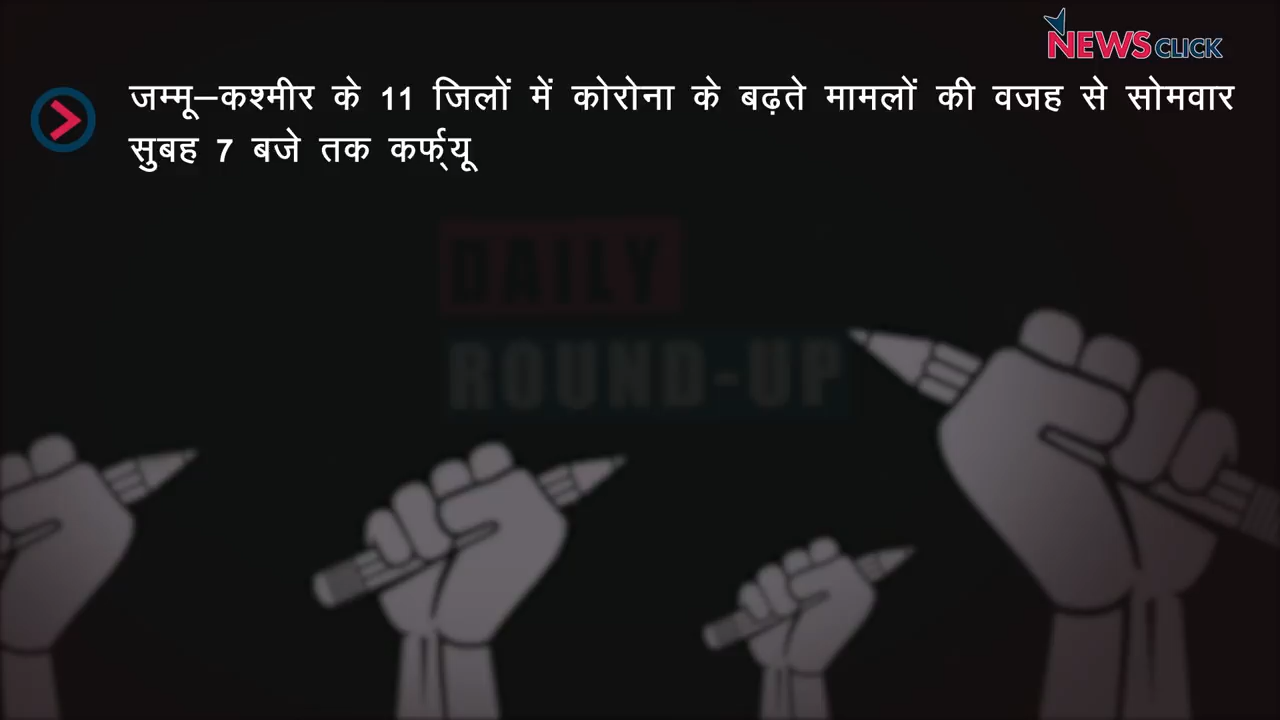 NEWSCLICK
जम्मू–कश्मीर के 11 जिलों में कोरोना के बढ़ते मामलों की वजह से सोमवार
सुबह 7 बजे तक कर्फ्यू
DAILY
ROUND-UP